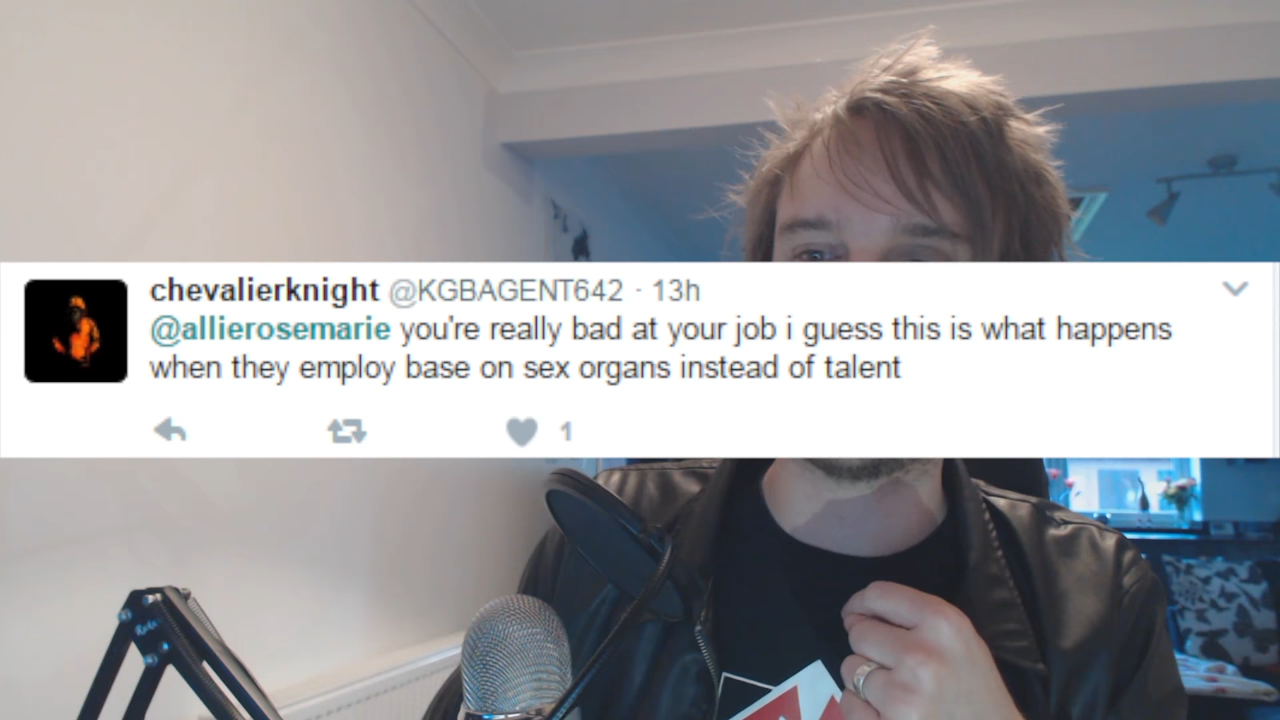 chevalierknight @KGBAGENT642 · 13h
@allierosemarie you're really bad at your job i guess this is what happens
when they employ base on sex organs instead of talent
1
Rode